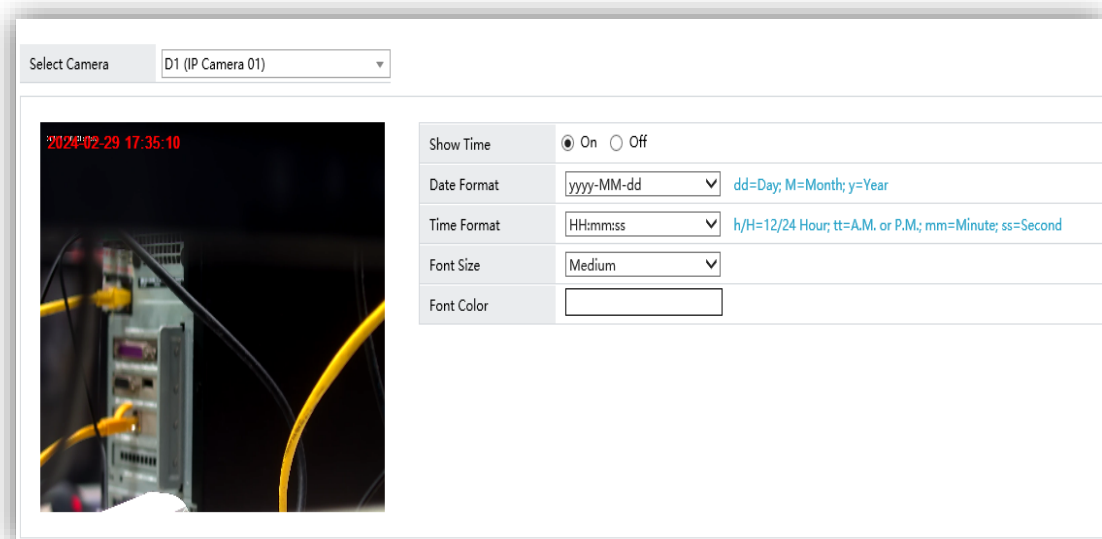 Select Camera D1 (IP Camera 01)
2024-02-29 17:35:10
Show Time On Off
Date Format yyyy-MM-dd dd=Day; M=Month; y=Year
Time Format HH:mm:ss h/H=12/24 Hour; tt=A.M. or P.M.; mm=Minute; ss=Second
Font Size Medium
Font Color